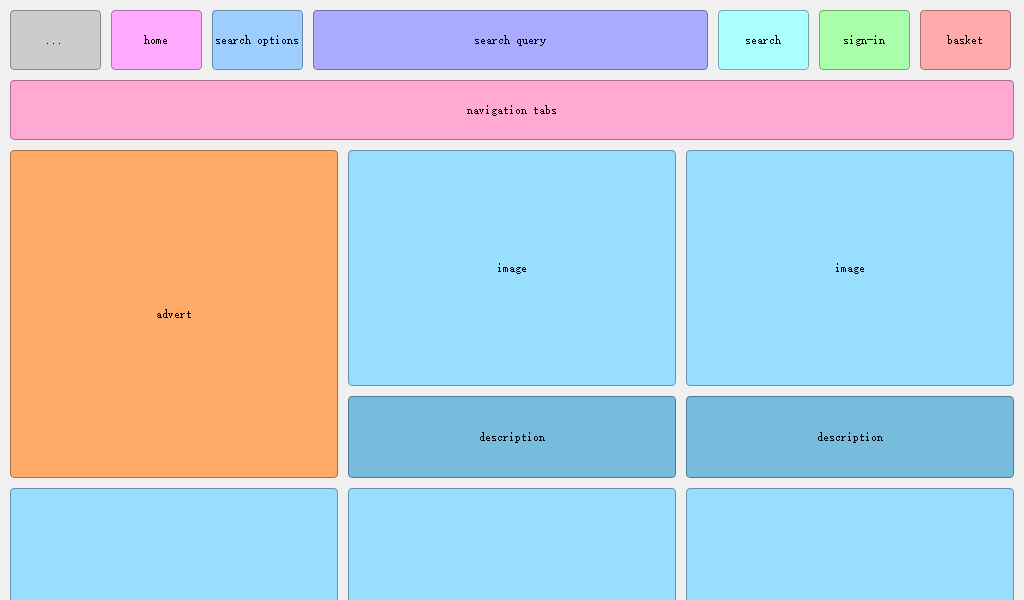 ...
home
search options
search query
search
sign-in
basket
navigation tabs
advert
image
image
description
description